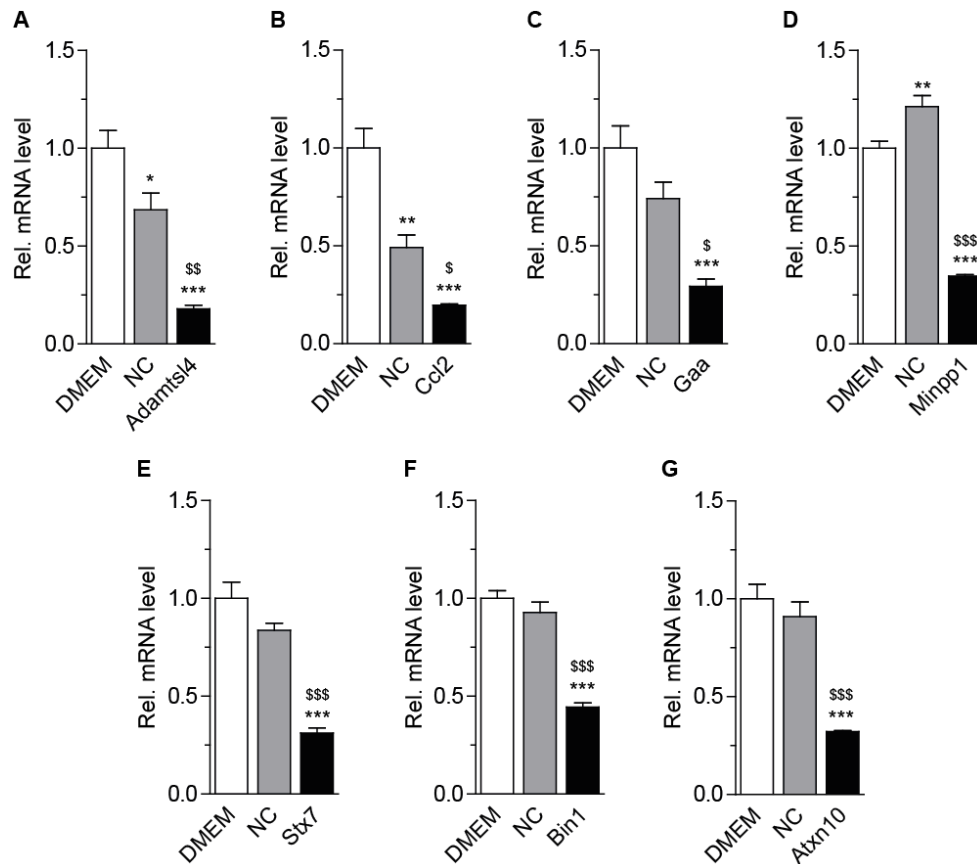 A
B
C
D
Rel. mRNA level
1.5
1.0
0.5
0.0
*
$$
***
DMEM
NC
Adamtsl4
Rel. mRNA level
1.5
1.0
0.5
0.0
**
$
***
DMEM
NC
Ccl2
Rel. mRNA level
1.5
1.0
0.5
0.0
$
***
DMEM
NC
Gaa
Rel. mRNA level
1.5
1.0
0.5
0.0
**
$$$
***
DMEM
NC
Minpp1
E
F
G
Rel. mRNA level
1.5
1.0
0.5
0.0
$$$
***
DMEM
NC
Stx7
Rel. mRNA level
1.5
1.0
0.5
0.0
$$$
***
DMEM
NC
Bin1
Rel. mRNA level
1.5
1.0
0.5
0.0
$$$
***
DMEM
NC
Atxn10